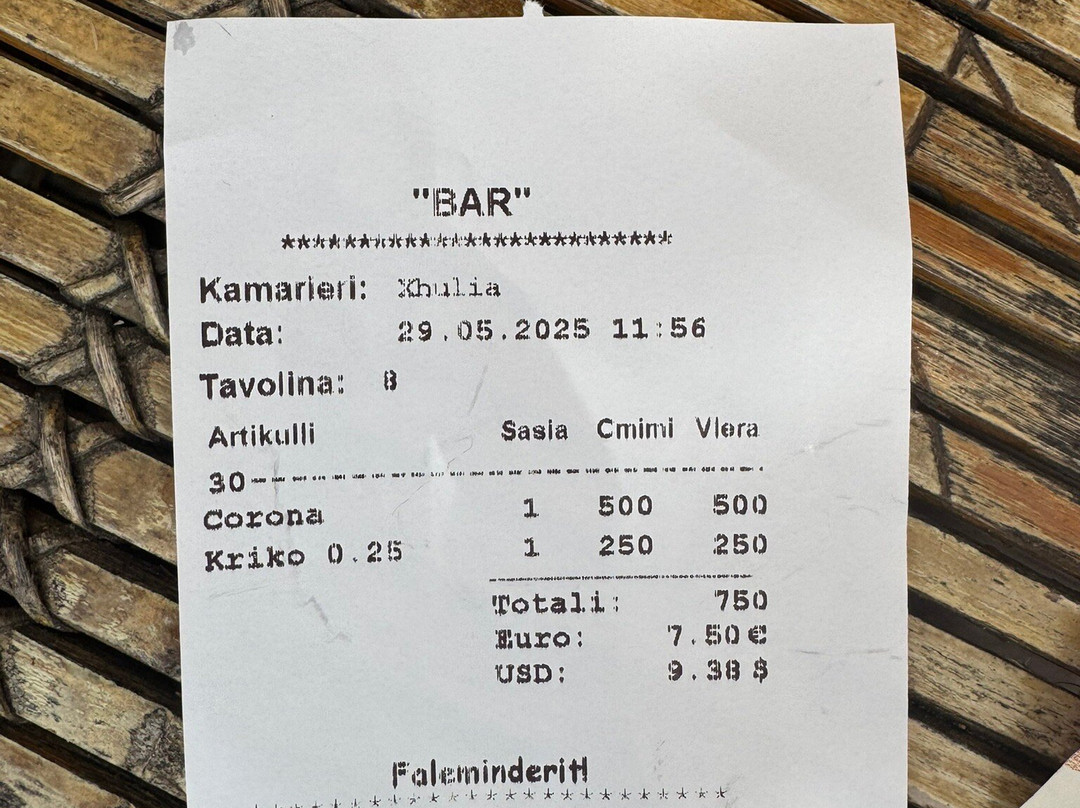 "BAR"
*************************
Kamarieri: Xhulia
Data: 29.05.2025 11:56
Tavolina: 8
Artikulli Sasia Cmimi Vlera
30
Corona 1 500 500
Kriko 0.25 1 250 250
Totali: 750
Euro: 7.50 €
USD: 9.38 $
Faleminderit!